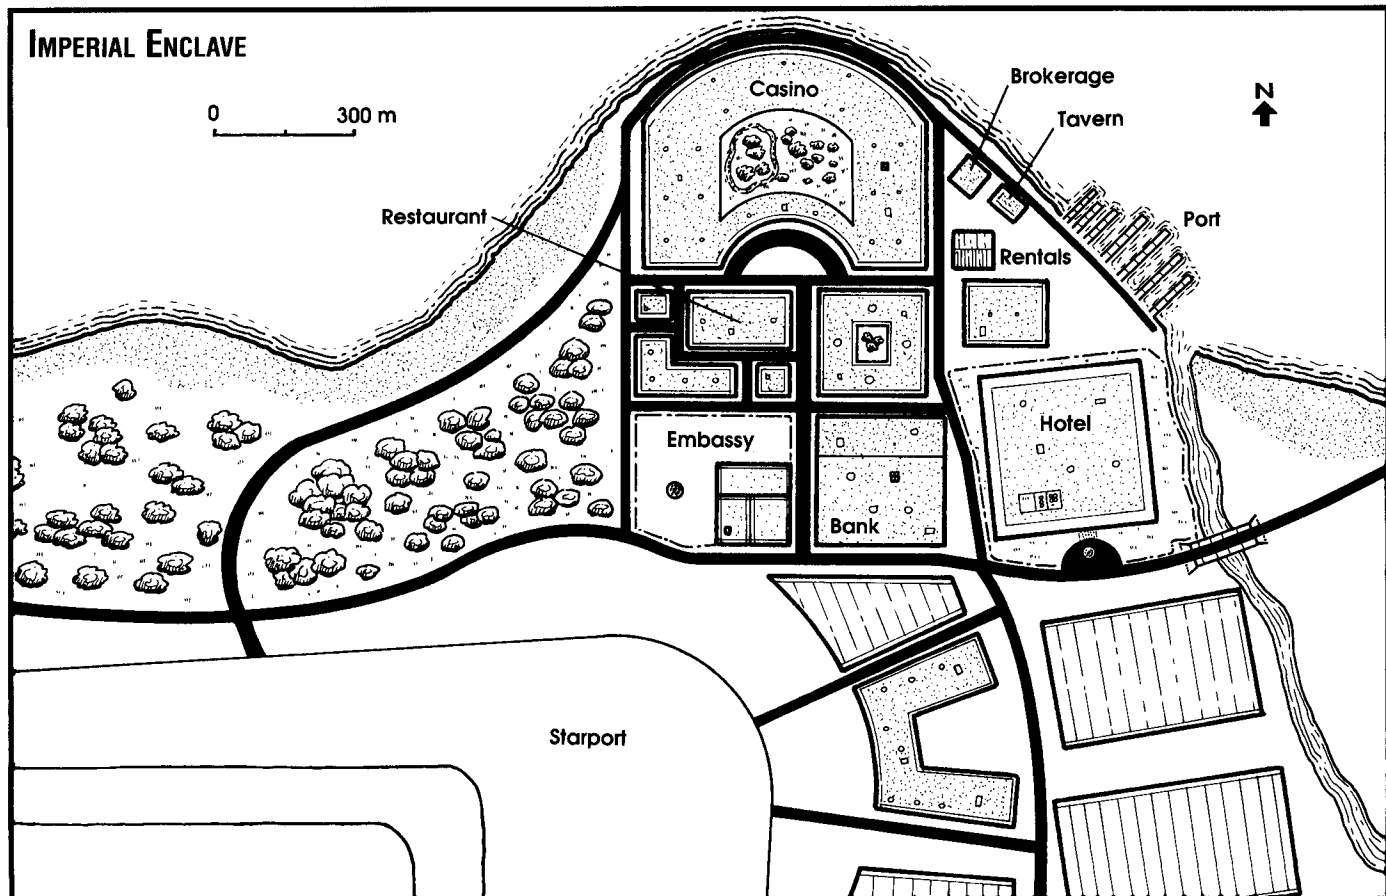 IMPERIAL ENCLAVE
0 300 m
Casino
Brokerage
N
Tavern
Restaurant
Port
Rentals
Hotel
Embassy
Bank
Starport